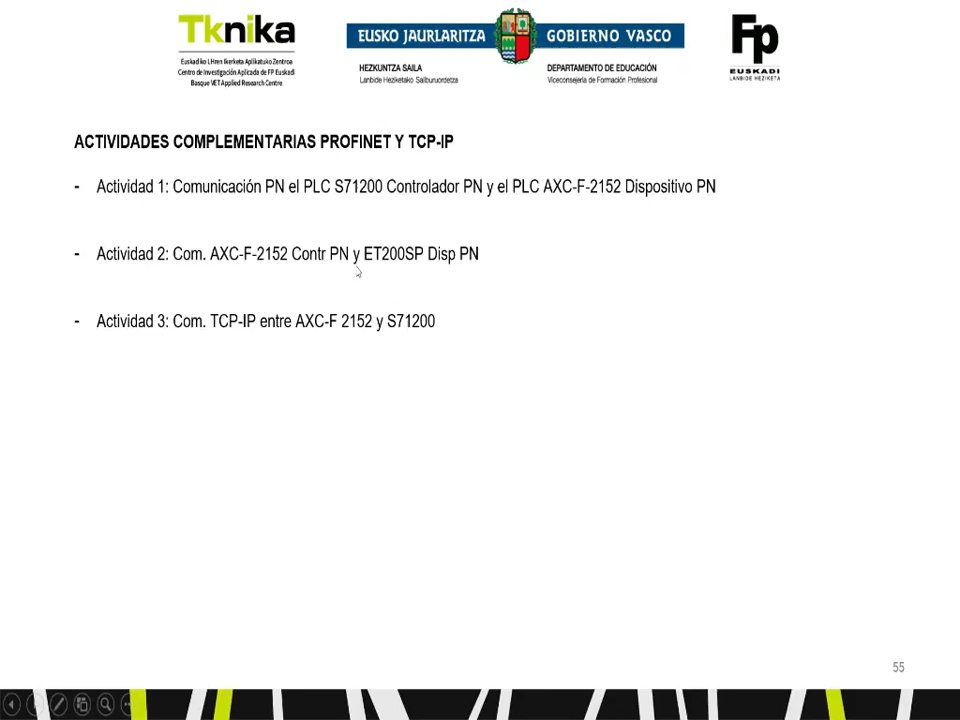 Tknika
Euskadiko LHren Ikerketa Aplikatuko Zentroa
Centro de Investigación Aplicada de FP Euskadi
Basque VET Applied Research Centre
EUSKO JAURLARITZA GOBIERNO VASCO
HEZKUNTZA SAILA
Lanbide Heziketako Sailburuordetza
DEPARTAMENTO DE EDUCACIÓN
Viceconsejería de Formación Profesional
Fp
EUSKADI
LANBIDE HEZIKETA
ACTIVIDADES COMPLEMENTARIAS PROFINET Y TCP-IP
- Actividad 1: Comunicación PN el PLC S71200 Controlador PN y el PLC AXC-F-2152 Dispositivo PN
- Actividad 2: Com. AXC-F-2152 Contr PN y ET200SP Disp PN
- Actividad 3: Com. TCP-IP entre AXC-F 2152 y S71200
55